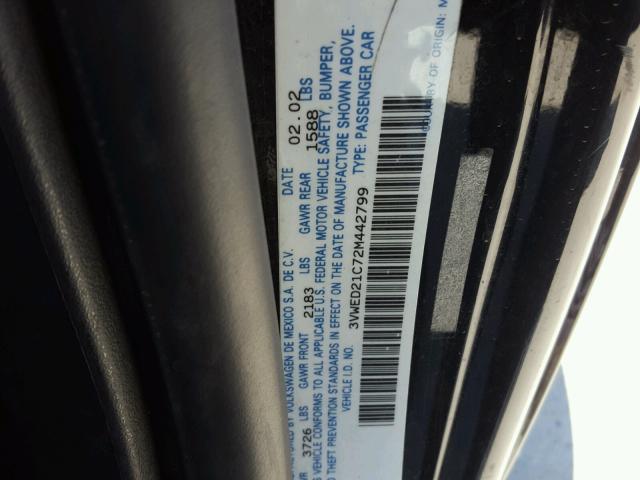 BY VOLKSWAGEN DE MEXICO S.A. DE C.V. DATE 02.02
3726 LBS GAWR FRONT 2183 LBS GAWR REAR 1588 LBS
VEHICLE CONFORMS TO ALL APPLICABLE U.S. FEDERAL MOTOR VEHICLE SAFETY, BUMPER,
THEFT PREVENTION STANDARDS IN EFFECT ON THE DATE OF MANUFACTURE SHOWN ABOVE.
VEHICLE I.D. NO. 3VWED21C72M442799 TYPE: PASSENGER CAR
COUNTRY OF ORIGIN: M